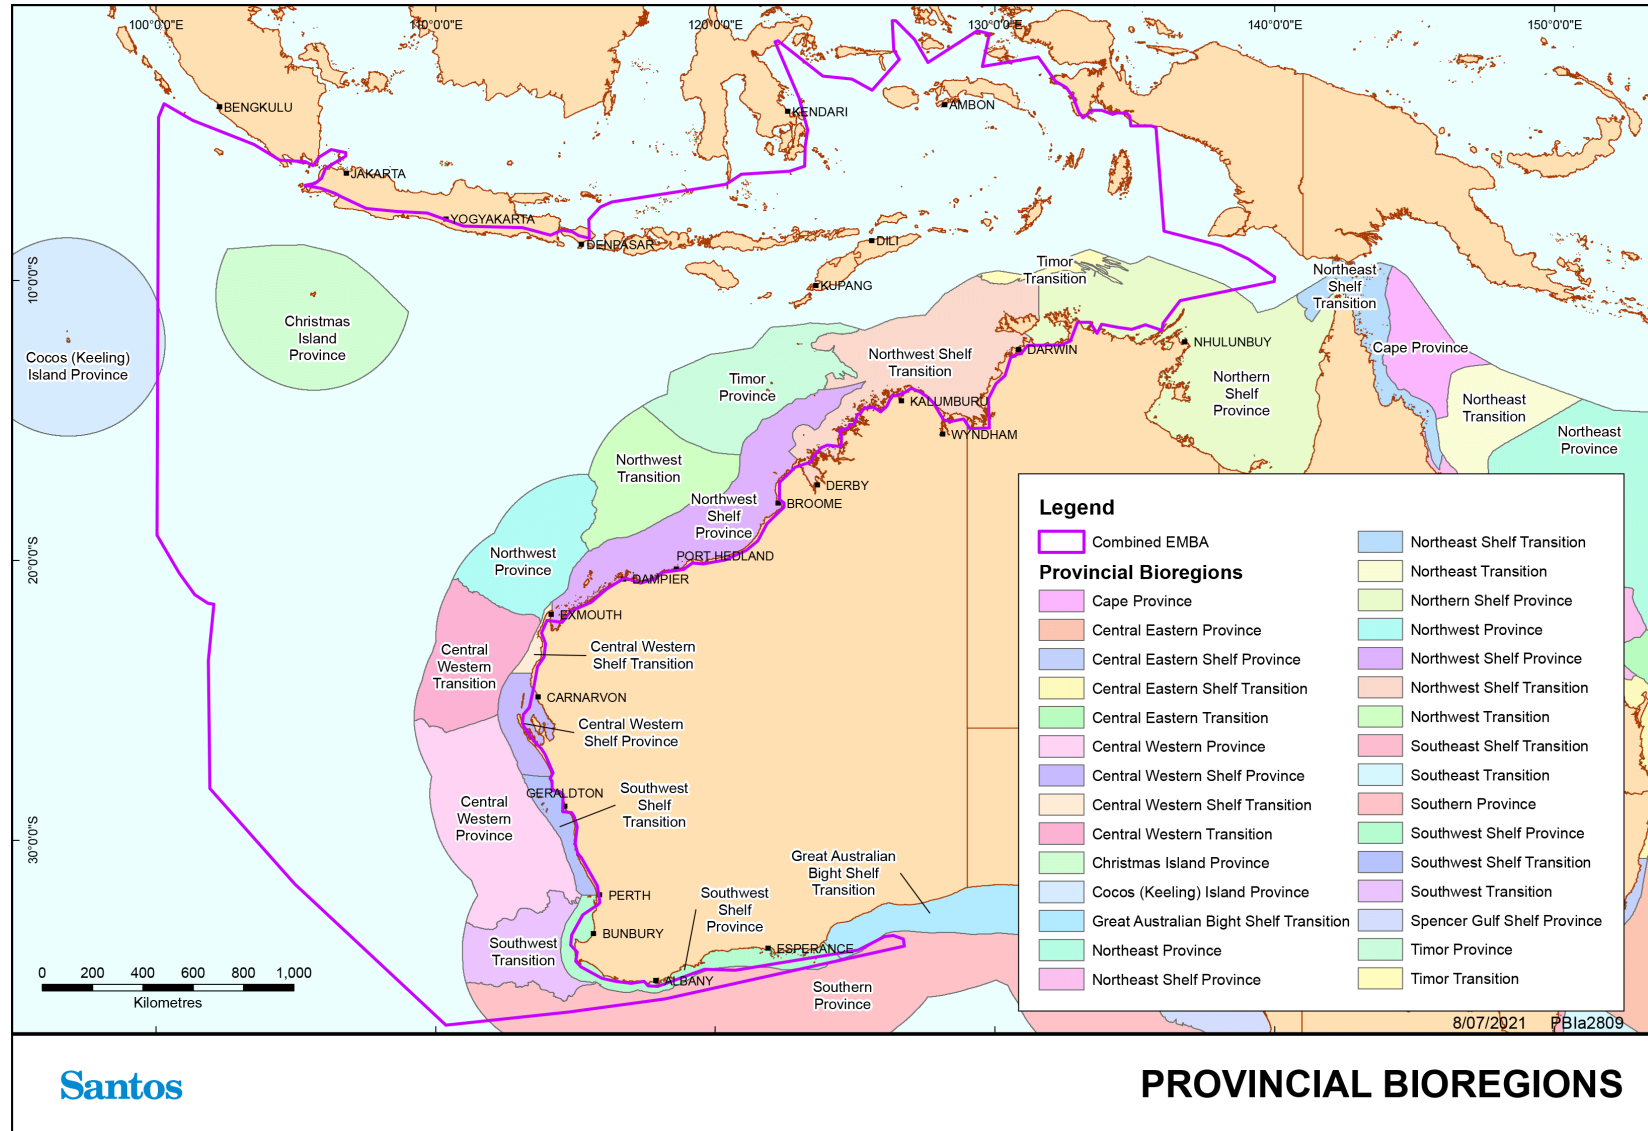 100°0'0"E
110°0'0"E
120°0'0"E
130°0'0"E
140°0'0"E
150°0'0"E
10°0'0"S
20°0'0"S
30°0'0"S
BENGKULU
JAKARTA
YOGYAKARTA
DENPASAR
KENDARI
AMBON
DILI
KUPANG
Cocos (Keeling)
Island Province
Christmas
Island
Province
Timor
Transition
Northeast
Shelf
Transition
Cape Province
Northeast
Transition
Northeast
Province
Northern
Shelf
Province
NHULUNBUY
DARWIN
Northwest Shelf
Transition
KALUMBURU
WYNDHAM
Timor
Province
Northwest
Transition
DERBY
BROOME
Northwest
Shelf
Province
PORT HEDLAND
DAMPIER
Northwest
Province
EXMOUTH
Central Western
Shelf Transition
Central
Western
Transition
CARNARVON
Central Western
Shelf Province
GERALDTON
Southwest
Shelf
Transition
Central
Western
Province
Great Australian
Bight Shelf
Transition
PERTH
Southwest
Shelf
Province
BUNBURY
ESPERANCE
Southwest
Transition
ALBANY
Southern
Province
0 200 400 600 800 1,000
Kilometres
Legend
Combined EMBA
Provincial Bioregions
Cape Province
Central Eastern Province
Central Eastern Shelf Province
Central Eastern Shelf Transition
Central Eastern Transition
Central Western Province
Central Western Shelf Province
Central Western Shelf Transition
Central Western Transition
Christmas Island Province
Cocos (Keeling) Island Province
Great Australian Bight Shelf Transition
Northeast Province
Northeast Shelf Province
Northeast Shelf Transition
Northeast Transition
Northern Shelf Province
Northwest Province
Northwest Shelf Province
Northwest Shelf Transition
Northwest Transition
Southeast Shelf Transition
Southeast Transition
Southern Province
Southwest Shelf Province
Southwest Shelf Transition
Southwest Transition
Spencer Gulf Shelf Province
Timor Province
Timor Transition
8/07/2021 PBIa2809
Santos
PROVINCIAL BIOREGIONS